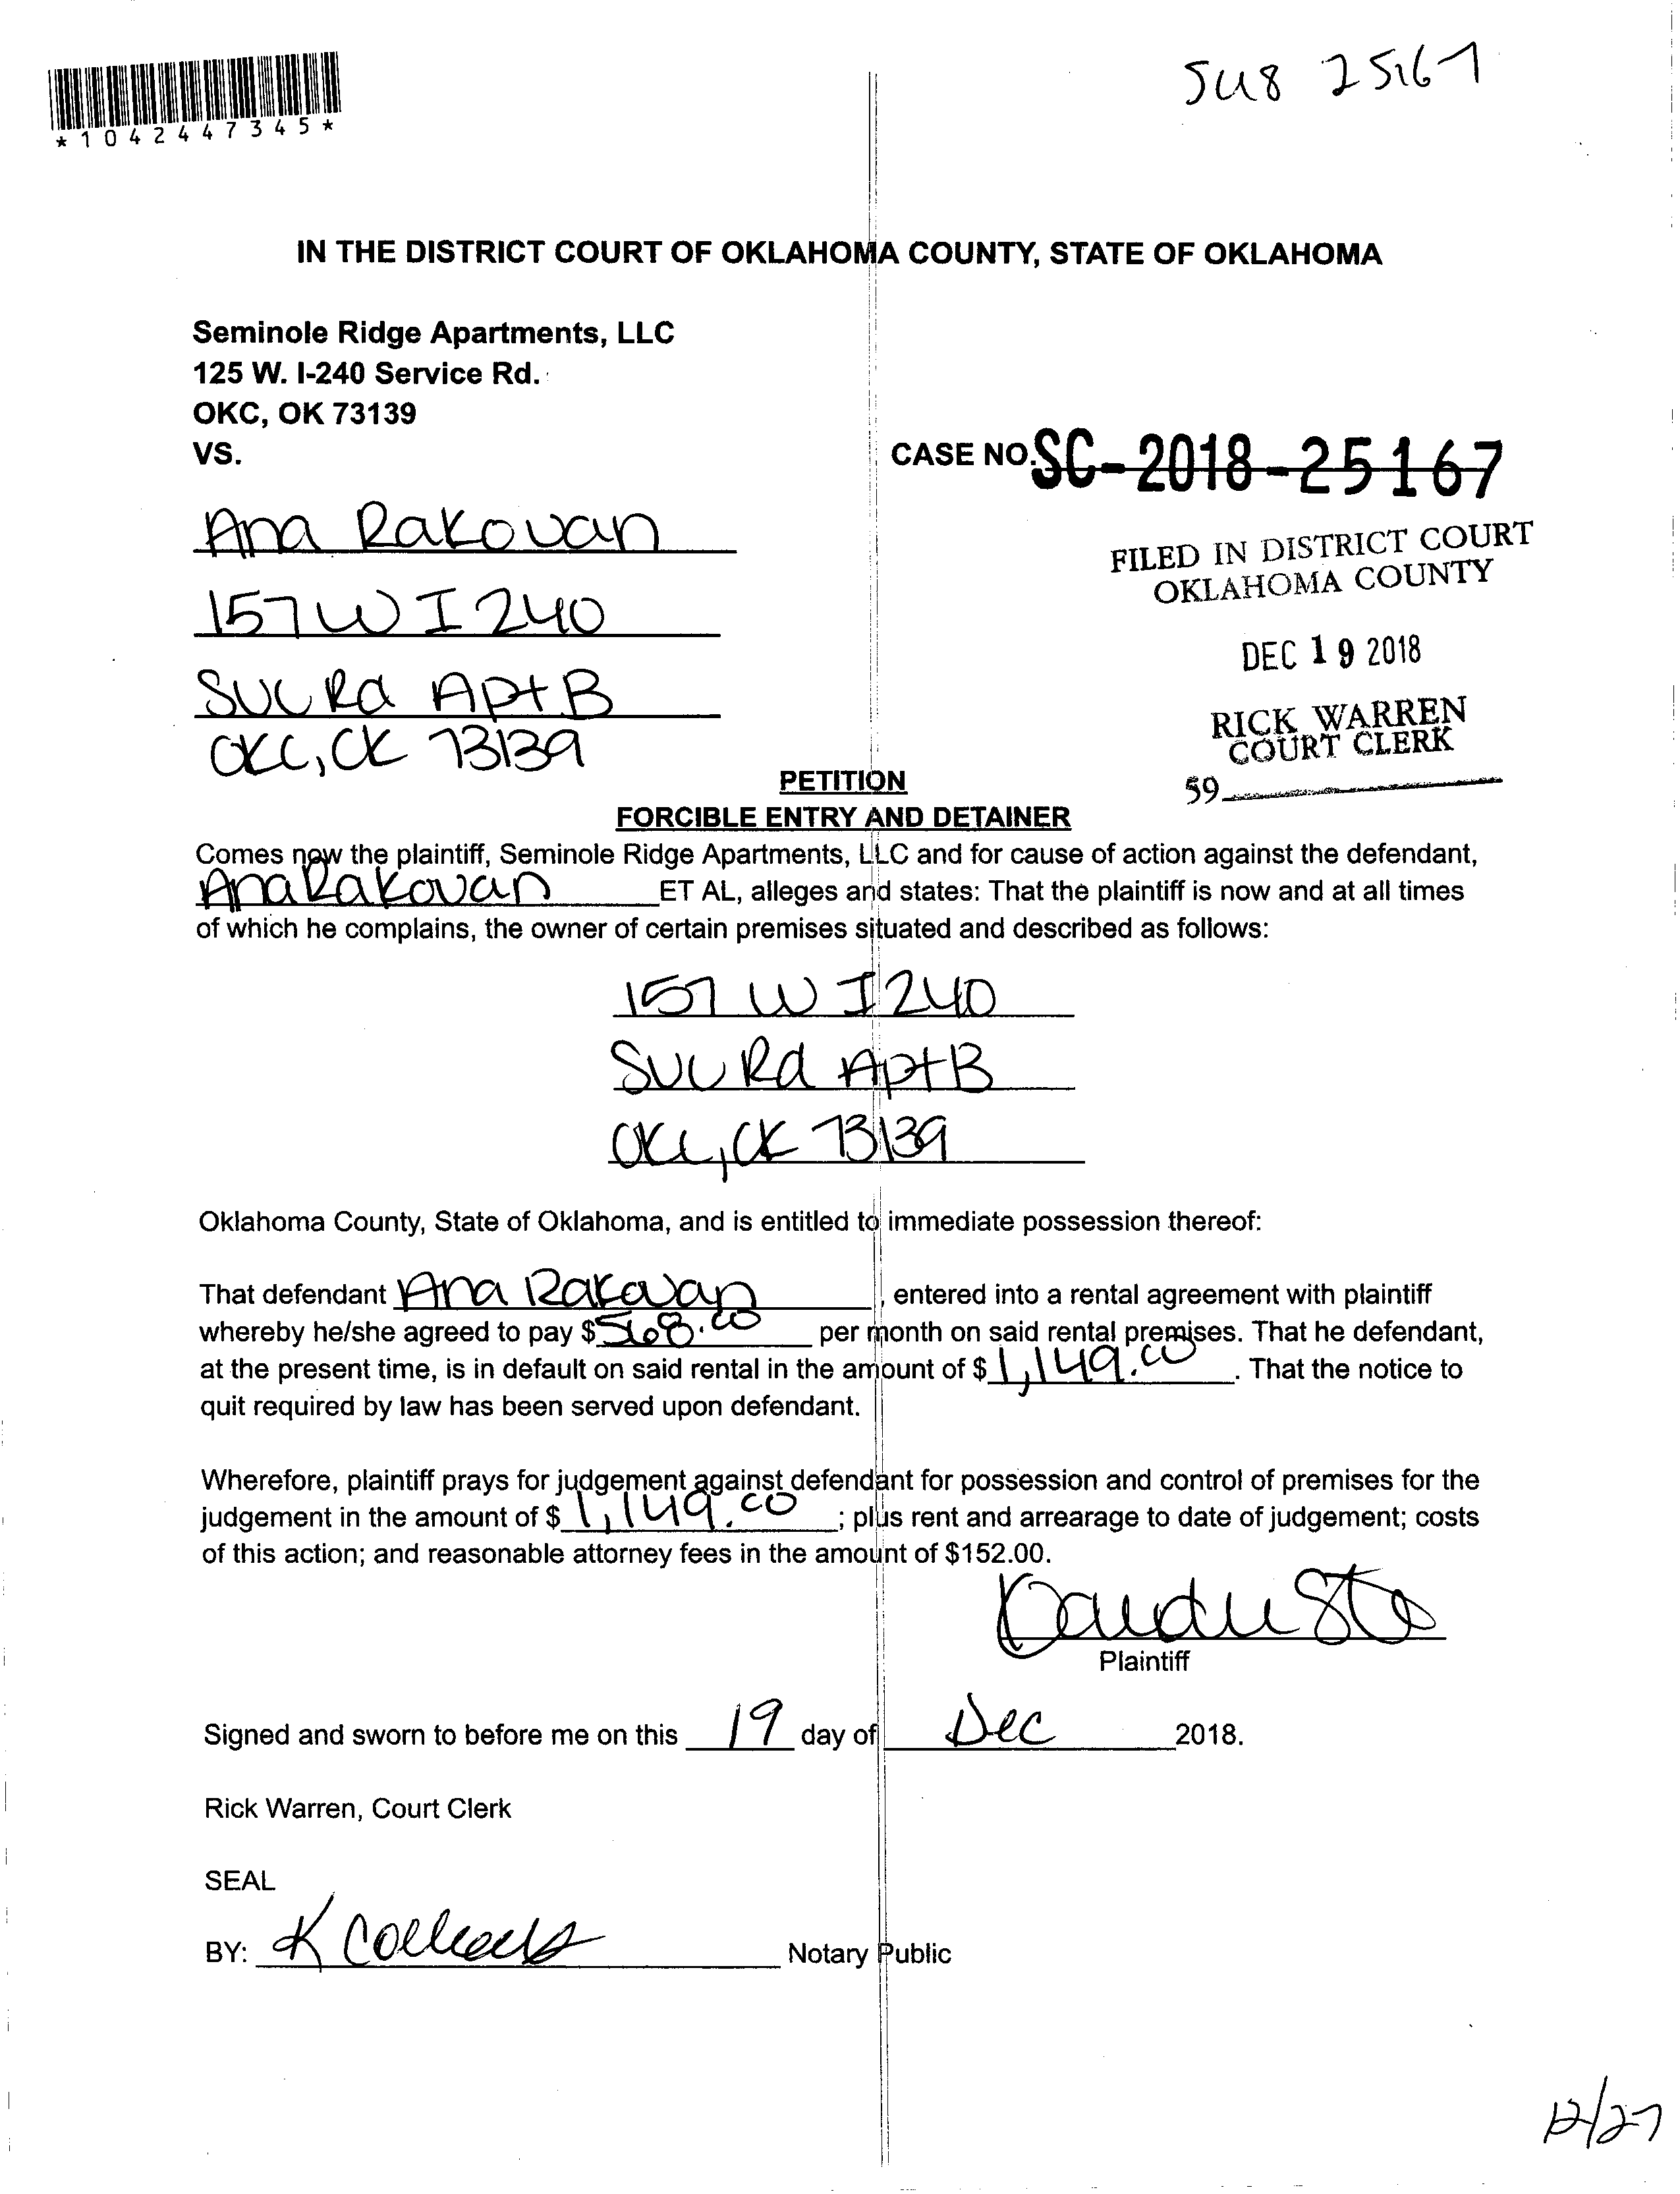 SC18 25167
*1042447345*
IN THE DISTRICT COURT OF OKLAHOMA COUNTY, STATE OF OKLAHOMA
Seminole Ridge Apartments, LLC
125 W. I-240 Service Rd.
OKC, OK 73139
VS.
CASE NO. SC-2018-25167
Ana Rakovan
157 W I 240
SVC Rd Apt B
OKC, OK 73139
FILED IN DISTRICT COURT
OKLAHOMA COUNTY
DEC 19 2018
RICK WARREN
COURT CLERK
59
PETITION
FORCIBLE ENTRY AND DETAINER
Comes now the plaintiff, Seminole Ridge Apartments, LLC and for cause of action against the defendant,
Ana Rakovan ET AL, alleges and states: That the plaintiff is now and at all times
of which he complains, the owner of certain premises situated and described as follows:
157 W I 240
SVC Rd Apt B
OKC, OK 73139
Oklahoma County, State of Oklahoma, and is entitled to immediate possession thereof:
That defendant Ana Rakovan, entered into a rental agreement with plaintiff
whereby he/she agreed to pay $568.00 per month on said rental premises. That he defendant,
at the present time, is in default on said rental in the amount of $1,149.00. That the notice to
quit required by law has been served upon defendant.
Wherefore, plaintiff prays for judgement against defendant for possession and control of premises for the
judgement in the amount of $1,149.00; plus rent and arrearage to date of judgement; costs
of this action; and reasonable attorney fees in the amount of $152.00.
Plaintiff
Signed and sworn to before me on this 19 day of Dec 2018.
Rick Warren, Court Clerk
SEAL
BY: K Notary Public
12/27